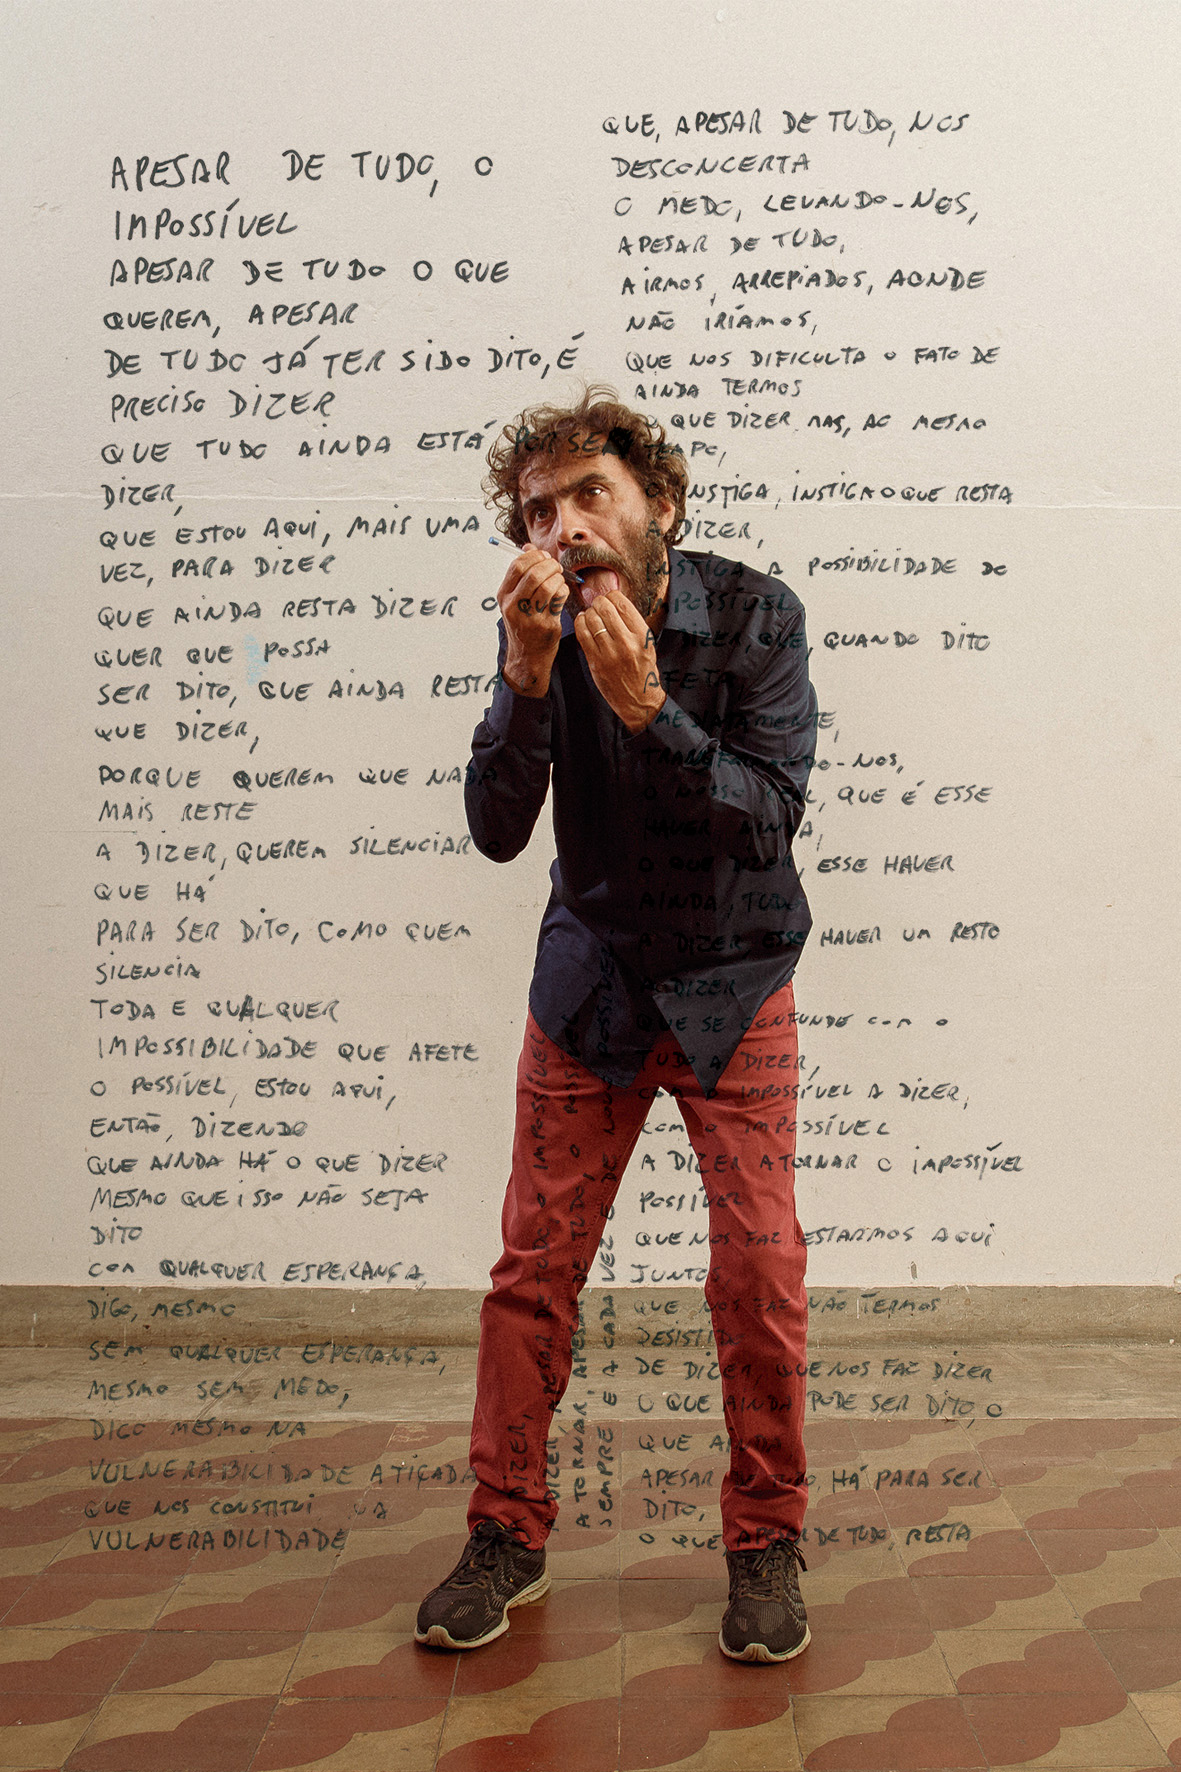 APESAR DE TUDO, O
IMPOSSÍVEL
APESAR DE TUDO O QUE
QUEREM, APESAR
DE TUDO JÁ TER SIDO DITO, É
PRECISO DIZER
QUE TUDO AINDA ESTÁ POR SER
DIZER,
QUE ESTOU AQUI, MAIS UMA
VEZ, PARA DIZER
QUE AINDA RESTA DIZER O QUE
QUER QUE POSSA
SER DITO, QUE AINDA RESTA
QUE DIZER,
PORQUE QUEREM QUE NADA
MAIS RESTE
A DIZER, QUEREM SILENCIAR O
QUE HÁ
PARA SER DITO, COMO QUEM
SILENCIA
TODA E QUALQUER
IMPOSSIBILIDADE QUE AFETE
O POSSÍVEL, ESTOU AQUI,
ENTÃO, DIZENDO
QUE AINDA HÁ O QUE DIZER
MESMO QUE ISSO NÃO SEJA
DITO
COM QUALQUER ESPERANÇA,
DIGO, MESMO
SEM QUALQUER ESPERANÇA,
MESMO SEM MEDO,
DIGO MESMO NA
VULNERABILIDADE ATIÇADA
QUE NOS CONSTITUI NA
VULNERABILIDADE
QUE, APESAR DE TUDO, NOS
DESCONCERTA
O MEDO, LEVANDO-NOS,
APESAR DE TUDO,
A IRMOS, ARREPIADOS, AONDE
NÃO IRÍAMOS,
QUE NOS DIFICULTA O FATO DE
AINDA TERMOS
O QUE DIZER MAS, AO MESMO
TEMPO,
O INSTIGA, INSTIGA O QUE RESTA
A DIZER,
INSTIGA A POSSIBILIDADE DO
IMPOSSÍVEL
A DIZER, QUE, QUANDO DITO
AFETA,
IMEDIATAMENTE,
TRANSFORMANDO-NOS,
O NOSSO REAL, QUE É ESSE
HAVER, AINDA,
O QUE DIZER, ESSE HAVER
AINDA, TUDO
A DIZER, ESSE HAVER UM RESTO
A DIZER
QUE SE CONFUNDE COM O
TUDO A DIZER,
COM O IMPOSSÍVEL A DIZER,
COM O IMPOSSÍVEL
A DIZER A TORNAR O IMPOSSÍVEL
POSSÍVEL
QUE NOS FAZ ESTARMOS AQUI
JUNTOS
QUE NOS FAZ NÃO TERMOS
DESISTIDO
DE DIZER, QUE NOS FAZ DIZER
O QUE AINDA PODE SER DITO, O
QUE AINDA
APESAR DE TUDO, HÁ PARA SER
DITO,
O QUE, APESAR DE TUDO, RESTA
A DIZER,
A DIZER, APESAR DE TUDO O IMPOSSÍVEL
A TORNAR, APESAR DE TUDO, O POSSÍVEL
SEMPRE E A CADA VEZ E DE NOVO